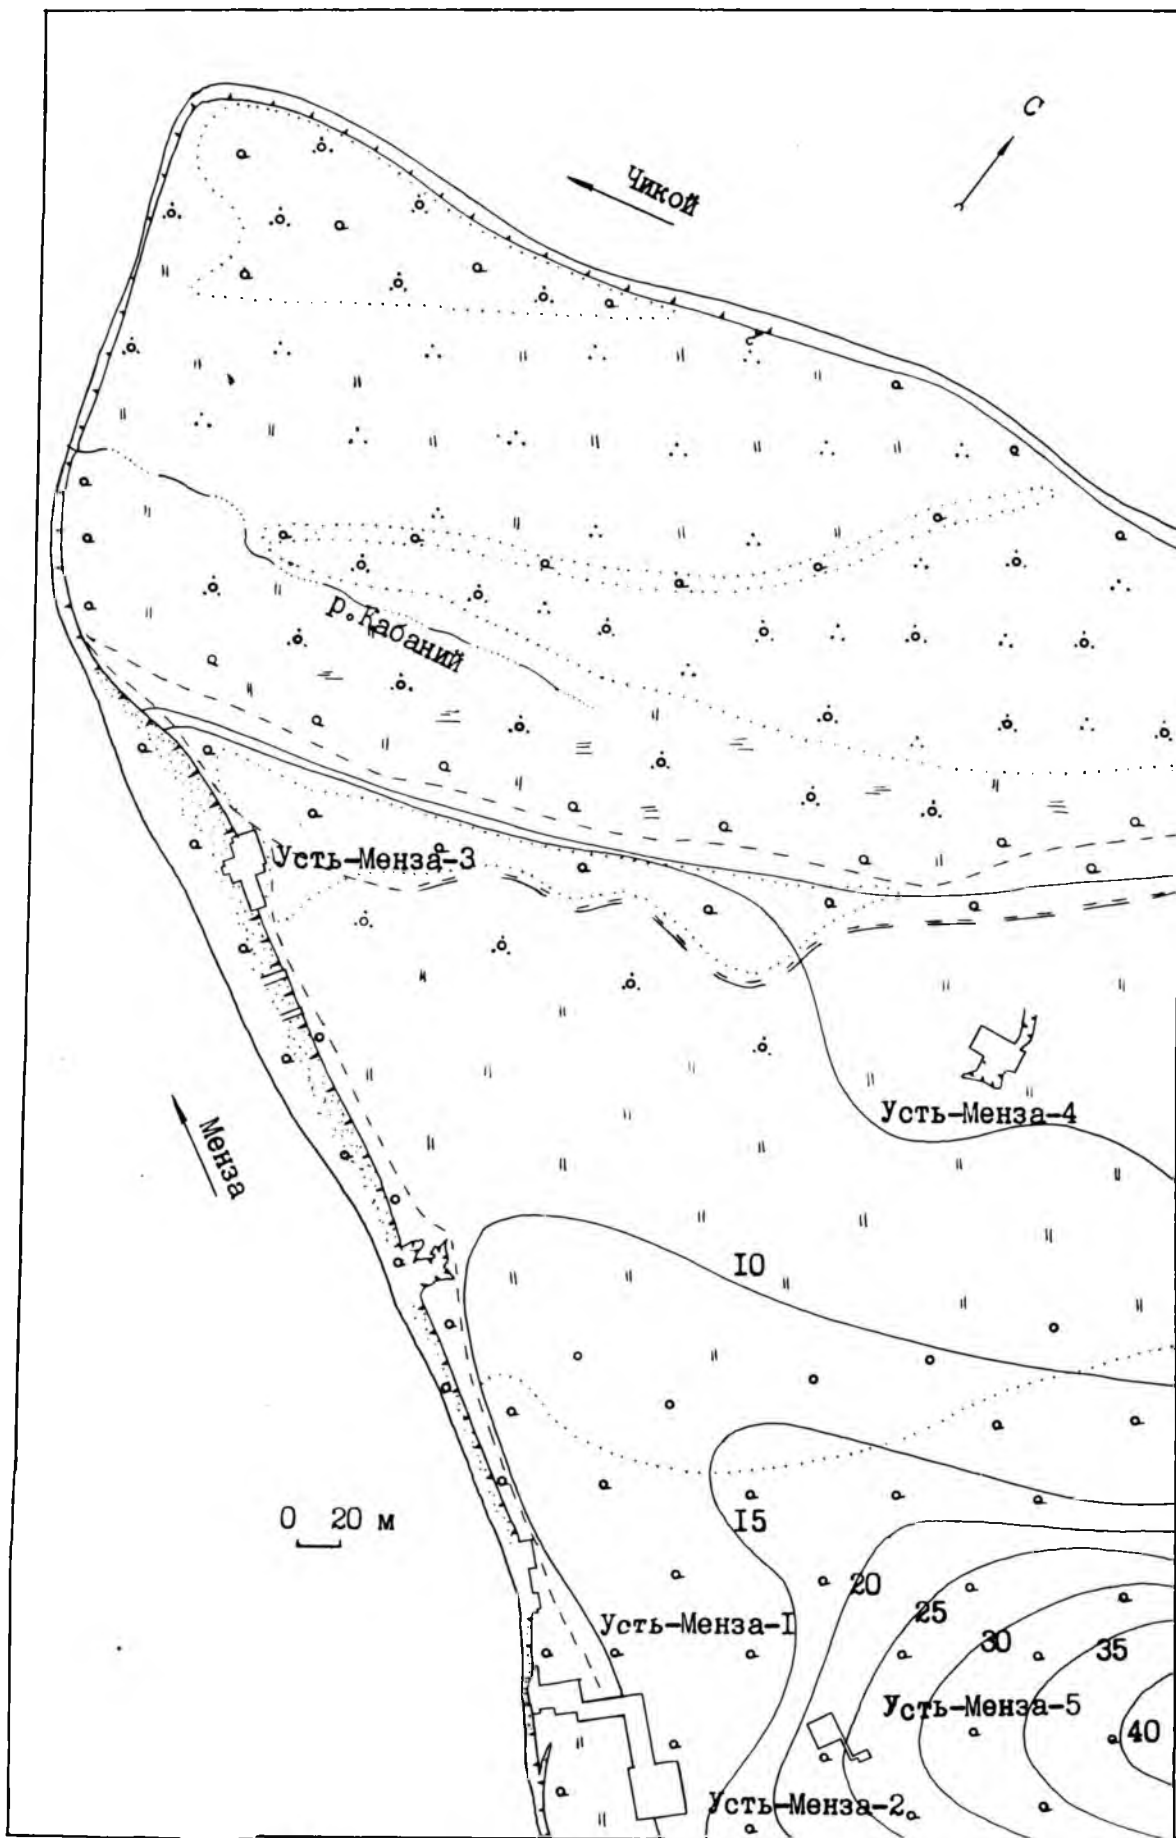 С
Чикой
р. Кабаний
Усть-Менза-3
Усть-Менза-4
Менза
I0
0 20 м
I5
20
Усть-Менза-I
25
30
35
Усть-Менза-5
40
Усть-Менза-2